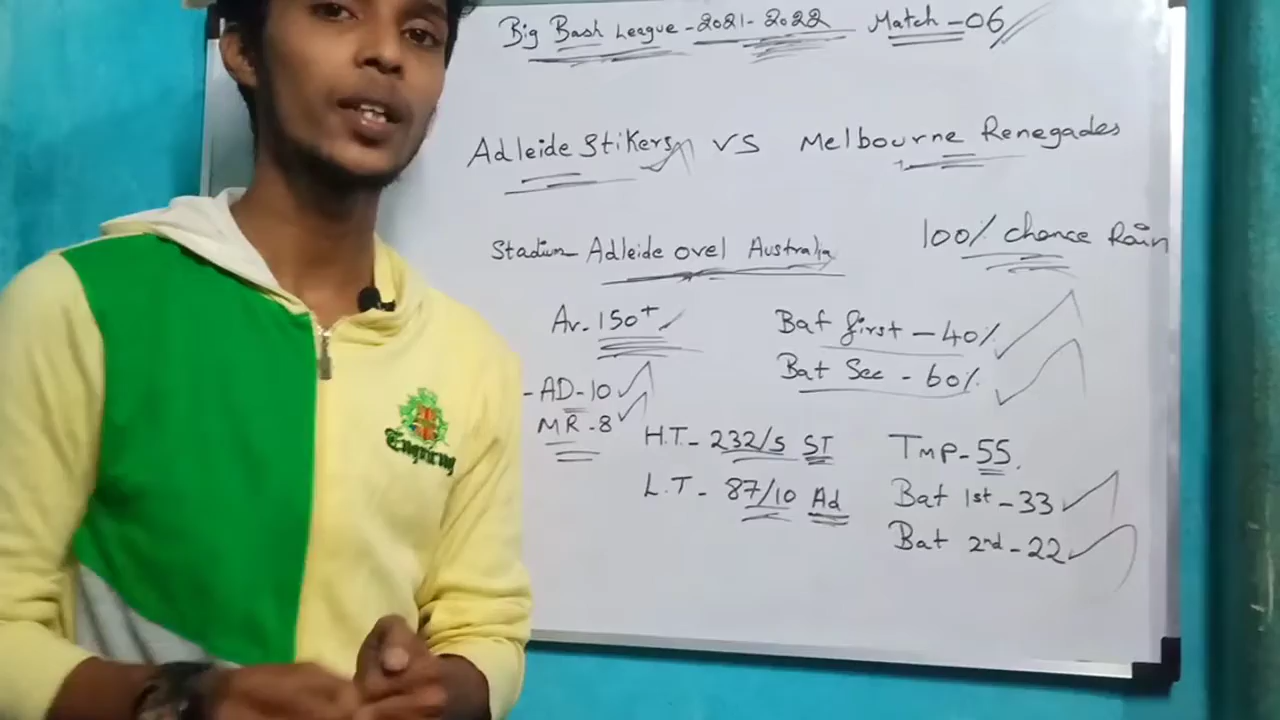 Big Bash League - 2021-2022 Match - 06
Adleide Stikers vs Melbourne Renegades
Stadium Adleide ovel Australia
100% chance Rain
Av. 150+
Bat first - 40%
Bat Sec - 60%
- AD - 10
MR - 8
H.T - 232/5 ST
L.T - 87/10 Ad
TMP - 55.
Bat 1st - 33
Bat 2nd - 22